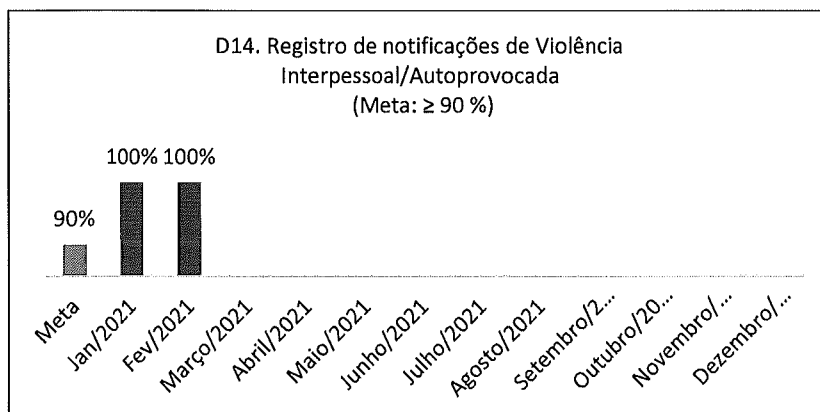 D14. Registro de notificações de Violência
Interpessoal/Autoprovocada
(Meta: ≥ 90 %)
100% 100%
90%
Meta
Jan/2021
Fev/2021
Março/2021
Abril/2021
Maio/2021
Junho/2021
Julho/2021
Agosto/2021
Setembro/2...
Outubro/20...
Novembro/...
Dezembro/...